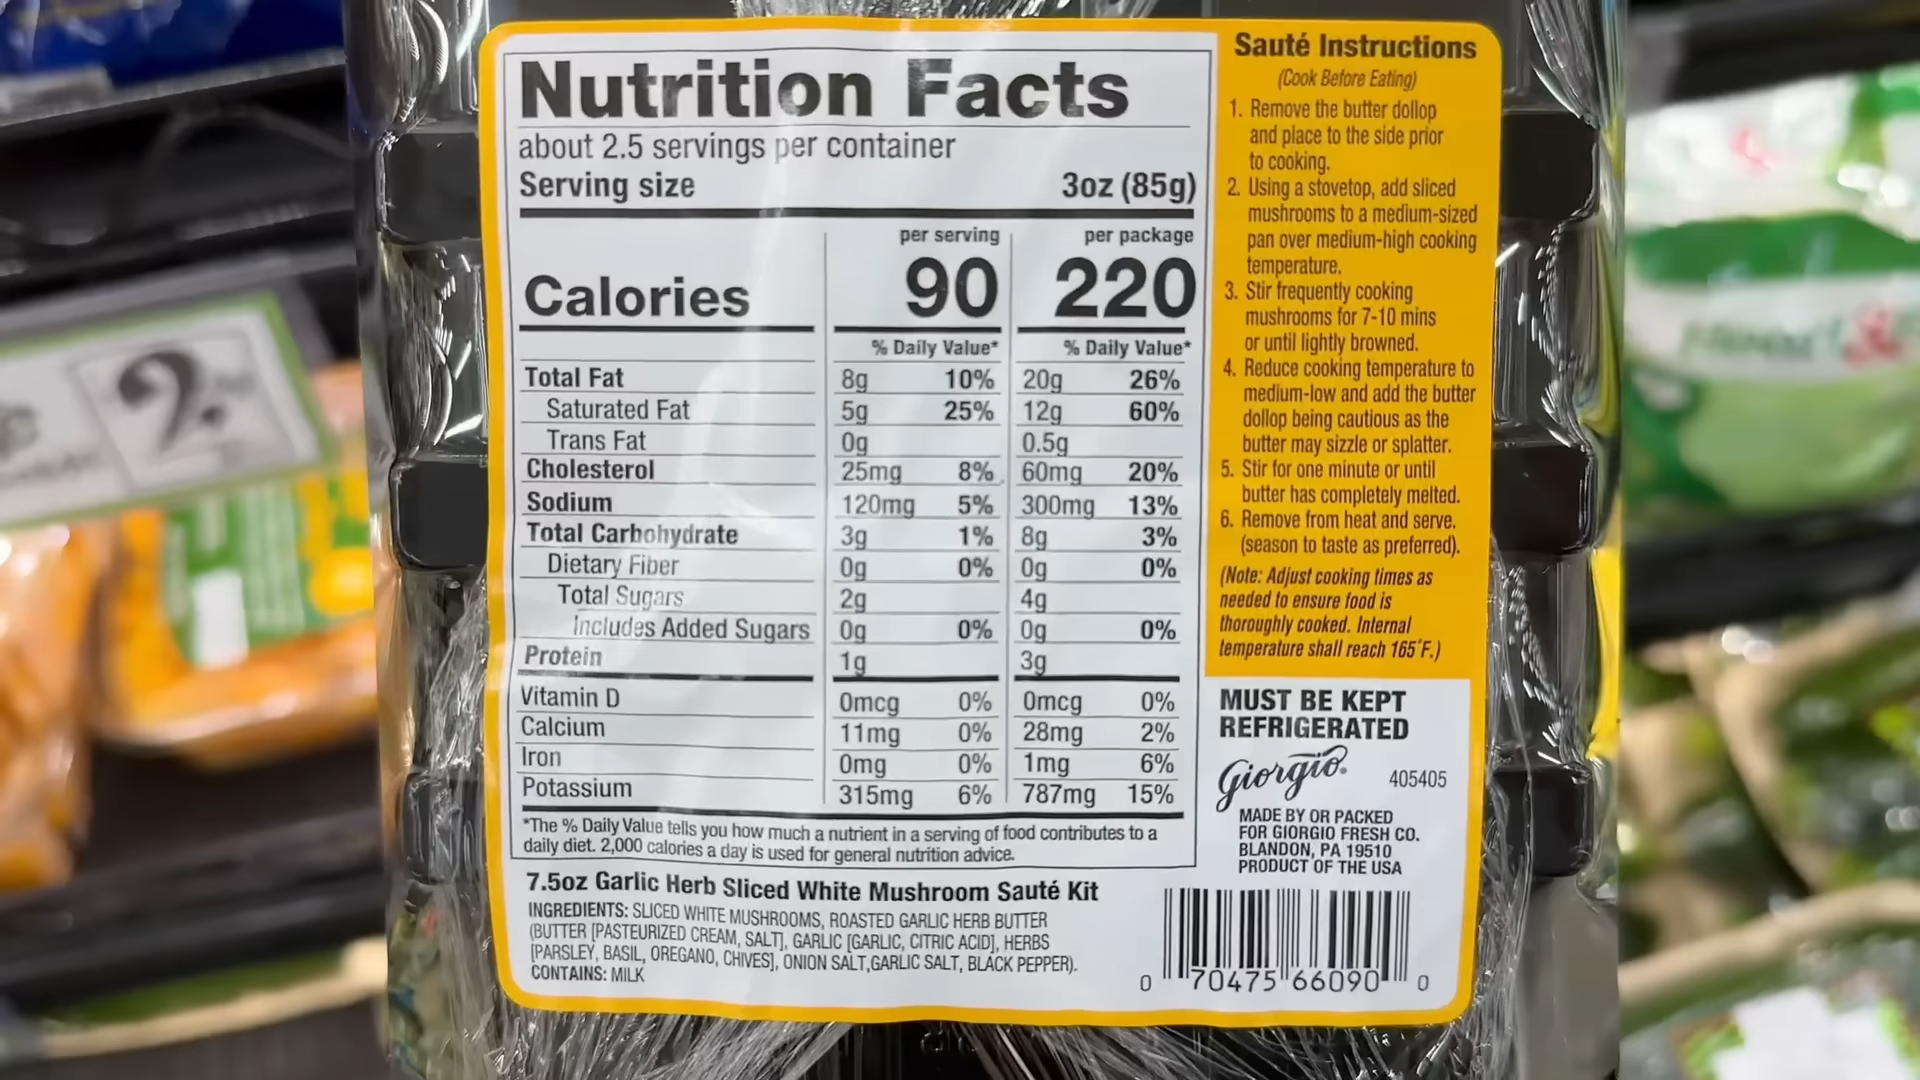 Nutrition Facts
about 2.5 servings per container
Serving size 3oz (85g)
per serving per package
Calories 90 220
% Daily Value* % Daily Value*
Total Fat 8g 10% 20g 26%
Saturated Fat 5g 25% 12g 60%
Trans Fat 0g 0.5g
Cholesterol 25mg 8% 60mg 20%
Sodium 120mg 5% 300mg 13%
Total Carbohydrate 3g 1% 8g 3%
Dietary Fiber 0g 0% 0g 0%
Total Sugars 2g 4g
Includes Added Sugars 0g 0% 0g 0%
Protein 1g 3g
Vitamin D 0mcg 0% 0mcg 0%
Calcium 11mg 0% 28mg 2%
Iron 0mg 0% 1mg 6%
Potassium 315mg 6% 787mg 15%
*The % Daily Value tells you how much a nutrient in a serving of food contributes to a
daily diet. 2,000 calories a day is used for general nutrition advice.
7.5oz Garlic Herb Sliced White Mushroom Sauté Kit
INGREDIENTS: SLICED WHITE MUSHROOMS, ROASTED GARLIC HERB BUTTER
(BUTTER [PASTEURIZED CREAM, SALT], GARLIC [GARLIC, CITRIC ACID], HERBS
[PARSLEY, BASIL, OREGANO, CHIVES], ONION SALT,GARLIC SALT, BLACK PEPPER).
CONTAINS: MILK
Sauté Instructions
(Cook Before Eating)
1. Remove the butter dollop
and place to the side prior
to cooking.
2. Using a stovetop, add sliced
mushrooms to a medium-sized
pan over medium-high cooking
temperature.
3. Stir frequently cooking
mushrooms for 7-10 mins
or until lightly browned.
4. Reduce cooking temperature to
medium-low and add the butter
dollop being cautious as the
butter may sizzle or splatter.
5. Stir for one minute or until
butter has completely melted.
6. Remove from heat and serve.
(season to taste as preferred).
(Note: Adjust cooking times as
needed to ensure food is
thoroughly cooked. Internal
temperature shall reach 165°F.)
MUST BE KEPT
REFRIGERATED
Giorgio® 405405
MADE BY OR PACKED
FOR GIORGIO FRESH CO.
BLANDON, PA 19510
PRODUCT OF THE USA
0 70475 66090 0
2.